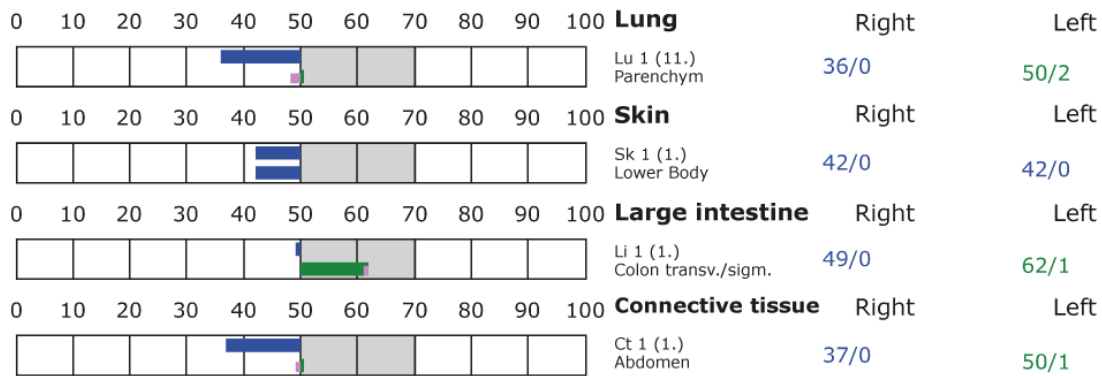 0 10 20 30 40 50 60 70 80 90 100 Lung Right Left
Lu 1 (11.)
Parenchym 36/0 50/2
0 10 20 30 40 50 60 70 80 90 100 Skin Right Left
Sk 1 (1.)
Lower Body 42/0 42/0
0 10 20 30 40 50 60 70 80 90 100 Large intestine Right Left
Li 1 (1.)
Colon transv./sigm. 49/0 62/1
0 10 20 30 40 50 60 70 80 90 100 Connective tissue Right Left
Ct 1 (1.)
Abdomen 37/0 50/1